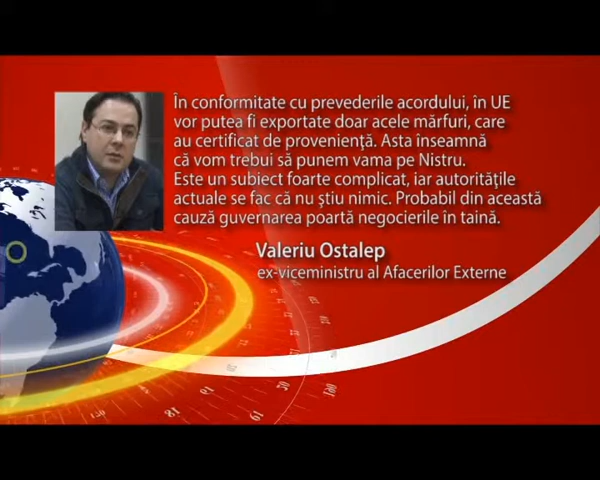 În conformitate cu prevederile acordului, în UE
vor putea fi exportate doar acele mărfuri, care
au certificat de proveniență. Asta înseamnă
că vom trebui să punem vama pe Nistru.
Este un subiect foarte complicat, iar autoritățile
actuale se fac că nu ştiu nimic. Probabil din această
cauză guvernarea poartă negocierile în taină.
Valeriu Ostalep
ex-viceministru al Afacerilor Externe